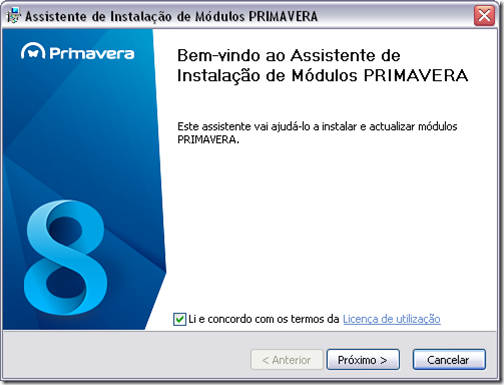 Assistente de Instalação de Módulos PRIMAVERA
Primavera
Bem-vindo ao Assistente de
Instalação de Módulos PRIMAVERA
Este assistente vai ajudá-lo a instalar e actualizar módulos
PRIMAVERA.
8
Li e concordo com os termos da Licença de utilização
< Anterior Próximo > Cancelar